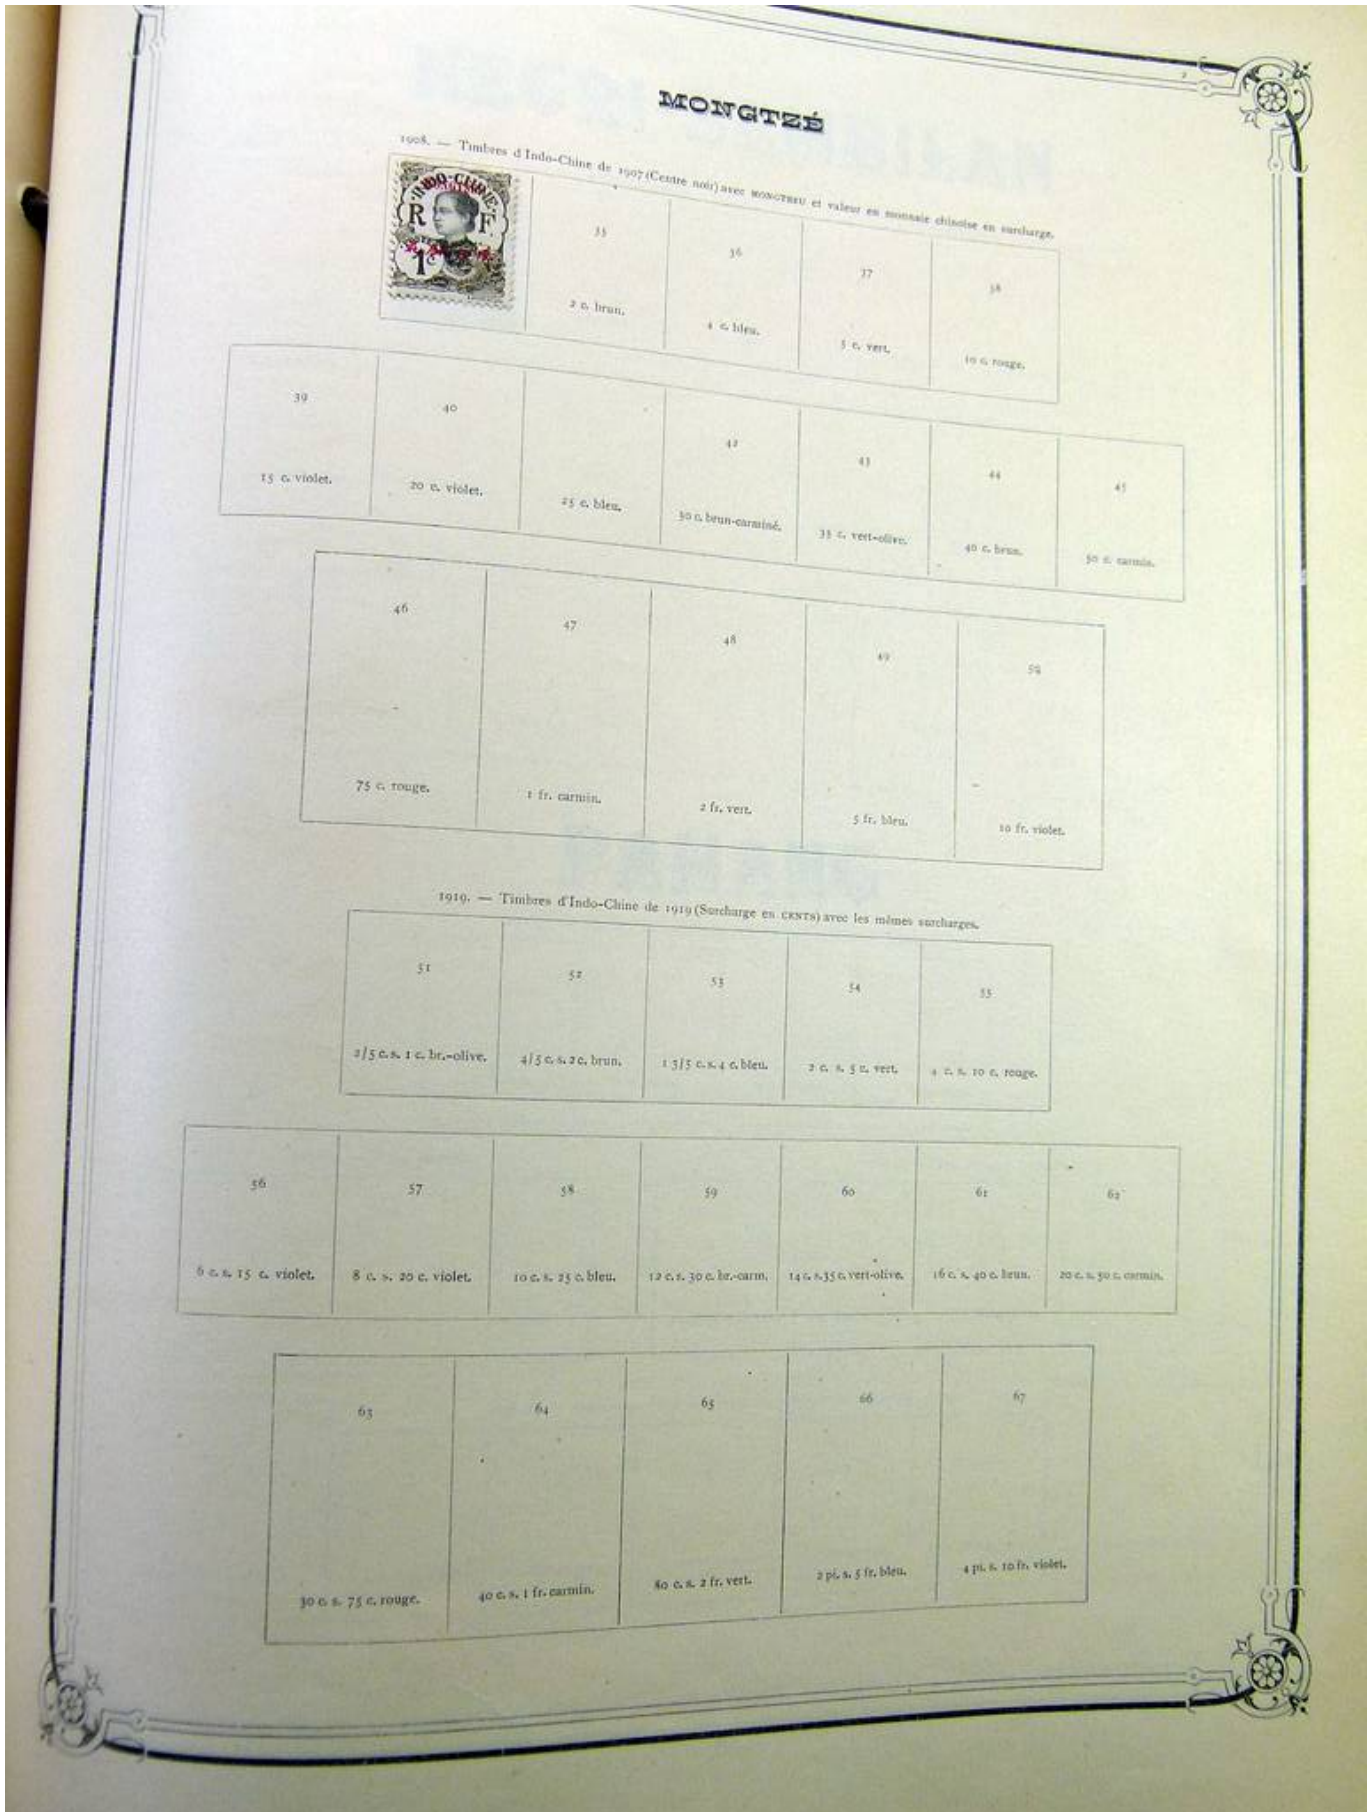 MONGTZÉ
1908. — Timbres d'Indo-Chine de 1907 (Centre noir) avec MONGTSEU et valeur en monnaie chinoise en surcharge.
INDO-CHINE
R F
1c
35 36 37 38
2 c. brun. 4 c. bleu. 5 c. vert. 10 c. rouge.
39 40 42 43 44 45
15 c. violet. 20 c. violet. 25 c. bleu. 30 c. brun-carminé. 35 c. vert-olive. 40 c. brun. 50 c. carmin.
46 47 48 49
75 c. rouge. 1 fr. carmin. 2 fr. vert. 5 fr. bleu. 10 fr. violet.
1919. — Timbres d'Indo-Chine de 1919 (Surcharge en CENTS) avec les mêmes surcharges.
51 52 53 54 55
2/5 c. s. 1 c. br.-olive. 4/5 c. s. 2 c. brun. 1 3/5 c. s. 4 c. bleu. 2 c. s. 5 c. vert. 4 c. s. 10 c. rouge.
56 57 58 59 60 61 62
6 c. s. 15 c. violet. 8 c. s. 20 c. violet. 10 c. s. 25 c. bleu. 12 c. s. 30 c. br.-carm. 14 c. s. 35 c. vert-olive. 16 c. s. 40 c. brun. 20 c. s. 50 c. carmin.
63 64 65 66 67
30 c. s. 75 c. rouge. 40 c. s. 1 fr. carmin. 80 c. s. 2 fr. vert. 2 pi. s. 5 fr. bleu. 4 pi. s. 10 fr. violet.